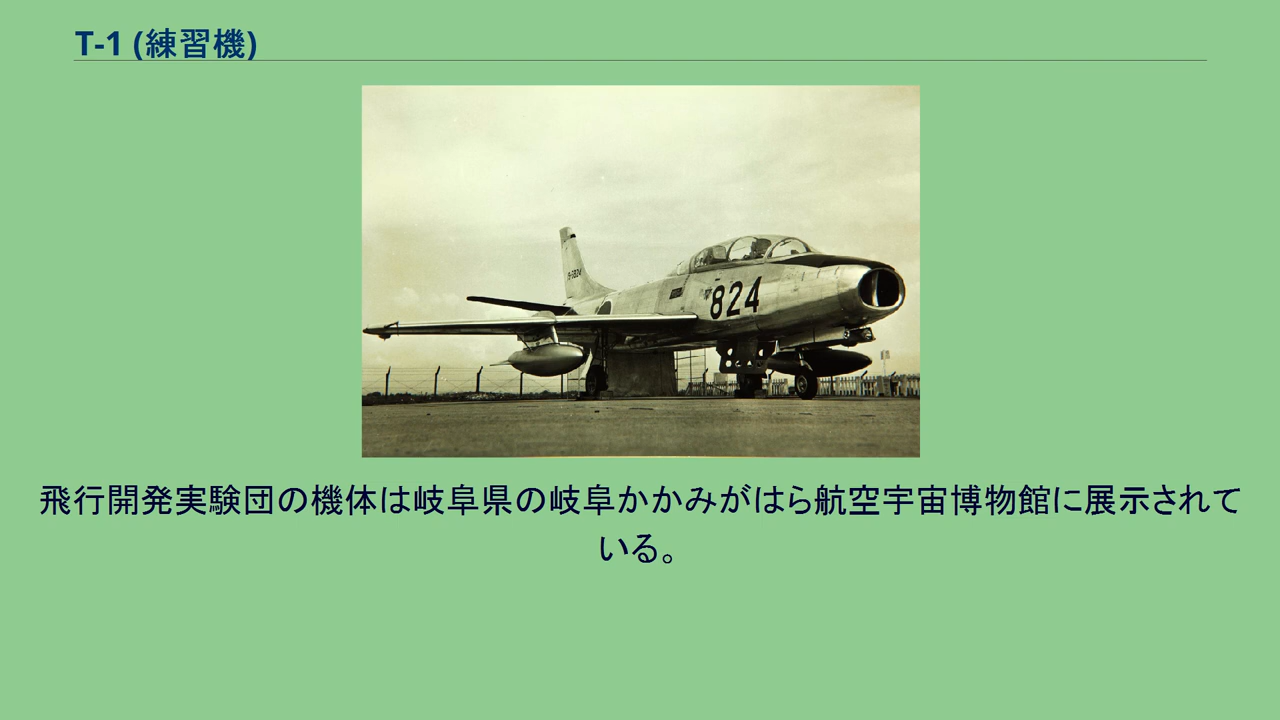 T-1 (練習機)
824
飛行開発実験団の機体は岐阜県の岐阜かかみがはら航空宇宙博物館に展示されて
いる。